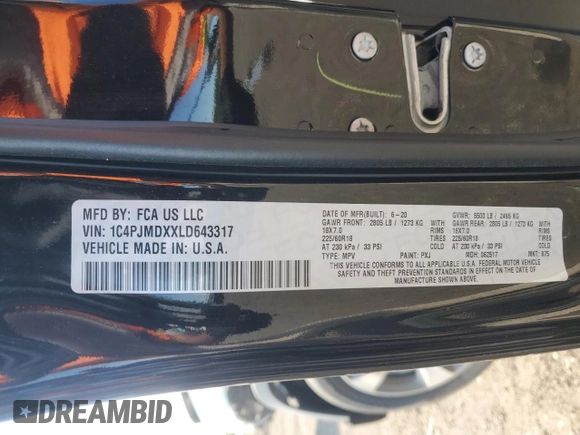 MFD BY: FCA US LLC
VIN: 1C4PJMDXXLD643317
VEHICLE MADE IN U.S.A.
DATE OF MFR(BUILT): 6-20 GVWR: 5500 LB / 2495 KG
GAWR FRONT: 2805 LB / 1273 KG WITH GAWR REAR: 2805 LB / 1273 KG WITH
18X7.0 RIMS 18X7.0 RIMS
225/60R18 225/60R18
AT 230 kPa / 33 PSI AT 230 kPa / 33 PSI
TYPE: MPV PAINT: PXJ MDH: 062517 MKT: 875
THIS VEHICLE CONFORMS TO ALL APPLICABLE U.S.A. FEDERAL MOTOR VEHICLE
SAFETY AND THEFT PREVENTION STANDARDS IN EFFECT ON THE DATE OF
MANUFACTURE SHOWN ABOVE.
DREAMBID